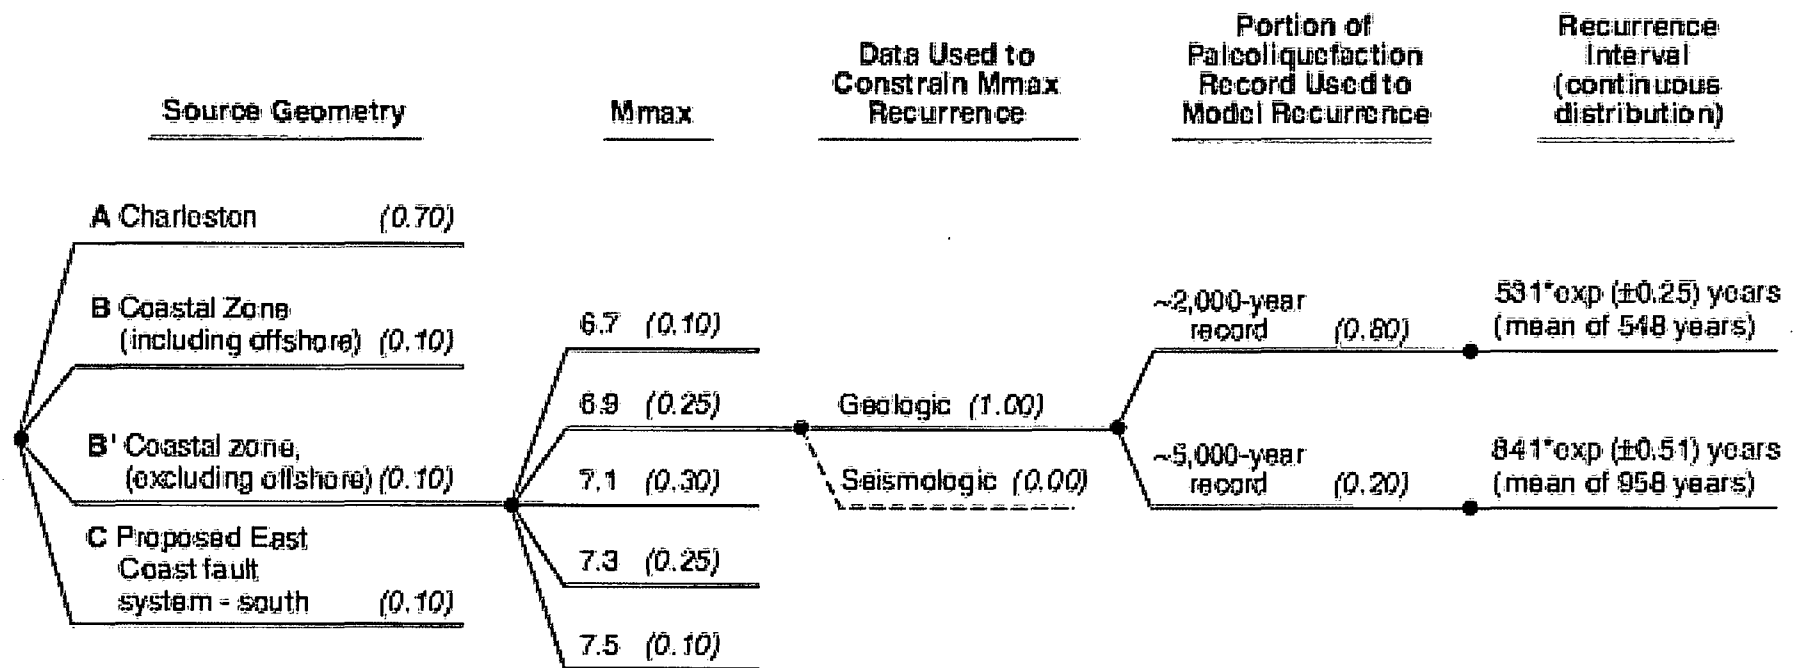 Source Geometry
Mmax
Data Used to
Constrain Mmax
Recurrence
Portion of
Paleoliquefaction
Record Used to
Model Recurrence
Recurrence
Interval
(continuous
distribution)
A Charleston (0.70)
B Coastal Zone
(including offshore) (0.10)
B' Coastal zone,
(excluding offshore) (0.10)
C Proposed East
Coast fault
system - south (0.10)
6.7 (0.10)
6.9 (0.25)
7.1 (0.30)
7.3 (0.25)
7.5 (0.10)
Geologic (1.00)
Seismologic (0.00)
~2,000-year
record (0.80)
~5,000-year
record (0.20)
531*exp (±0.25) years
(mean of 548 years)
841*exp (±0.51) years
(mean of 958 years)